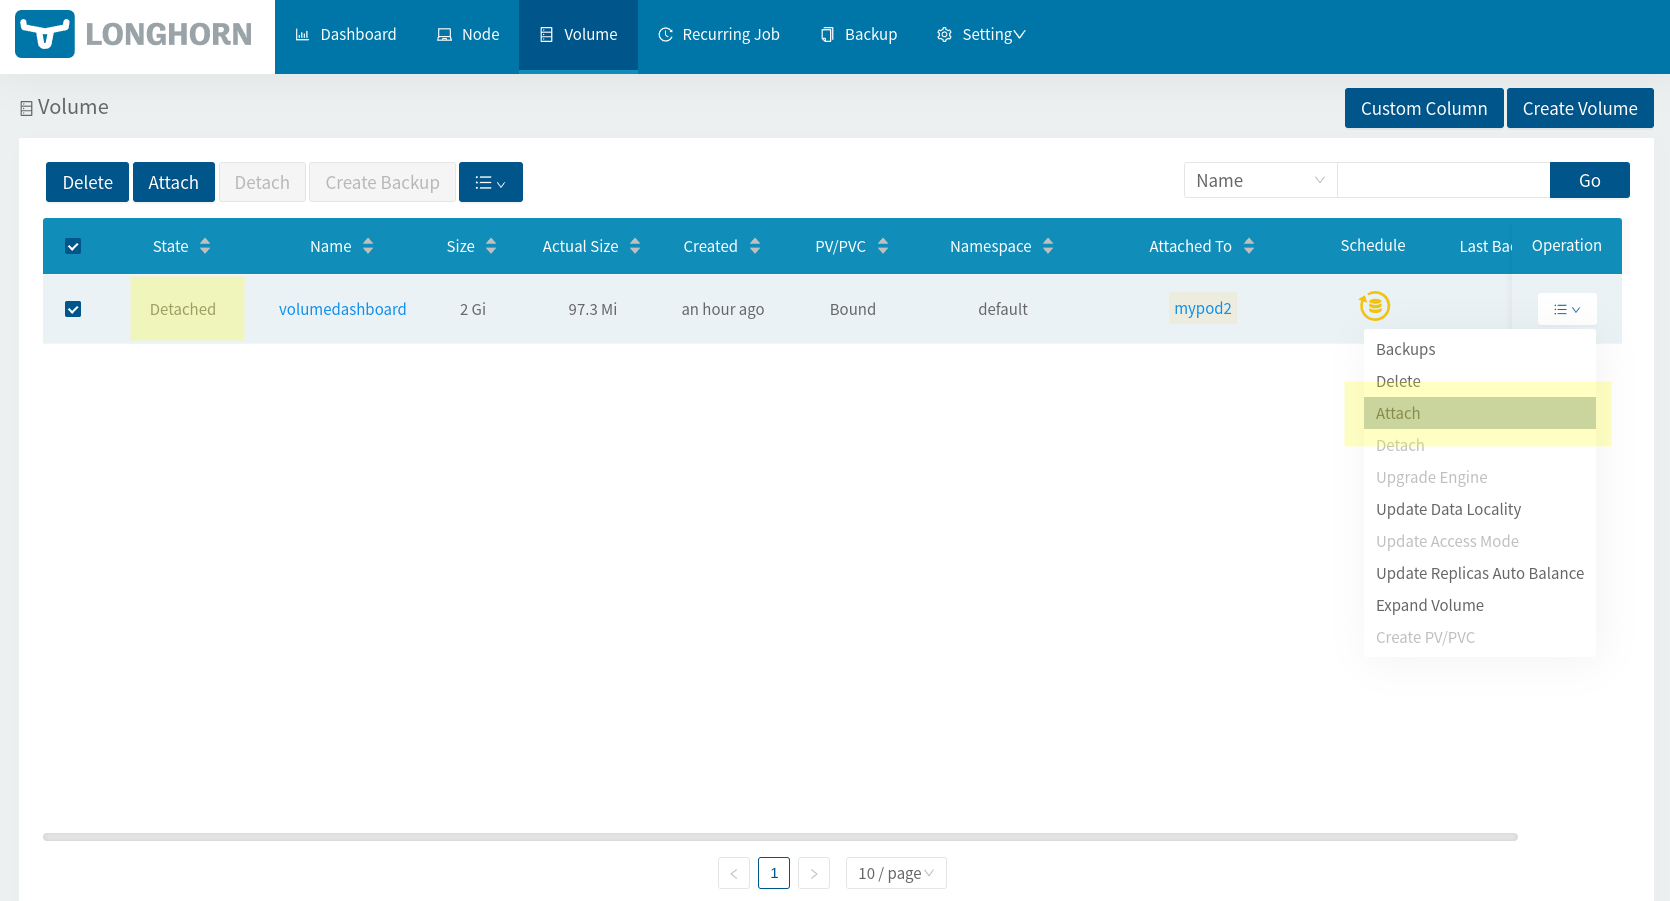 LONGHORN
Dashboard Node Volume Recurring Job Backup Setting
Volume
Custom Column Create Volume
Delete Attach Detach Create Backup
Name Go
State Name Size Actual Size Created PV/PVC Namespace Attached To Schedule Last Bac Operation
Detached volumedashboard 2 Gi 97.3 Mi an hour ago Bound default mypod2
Backups
Delete
Attach
Detach
Upgrade Engine
Update Data Locality
Update Access Mode
Update Replicas Auto Balance
Expand Volume
Create PV/PVC
< 1 > 10 / page